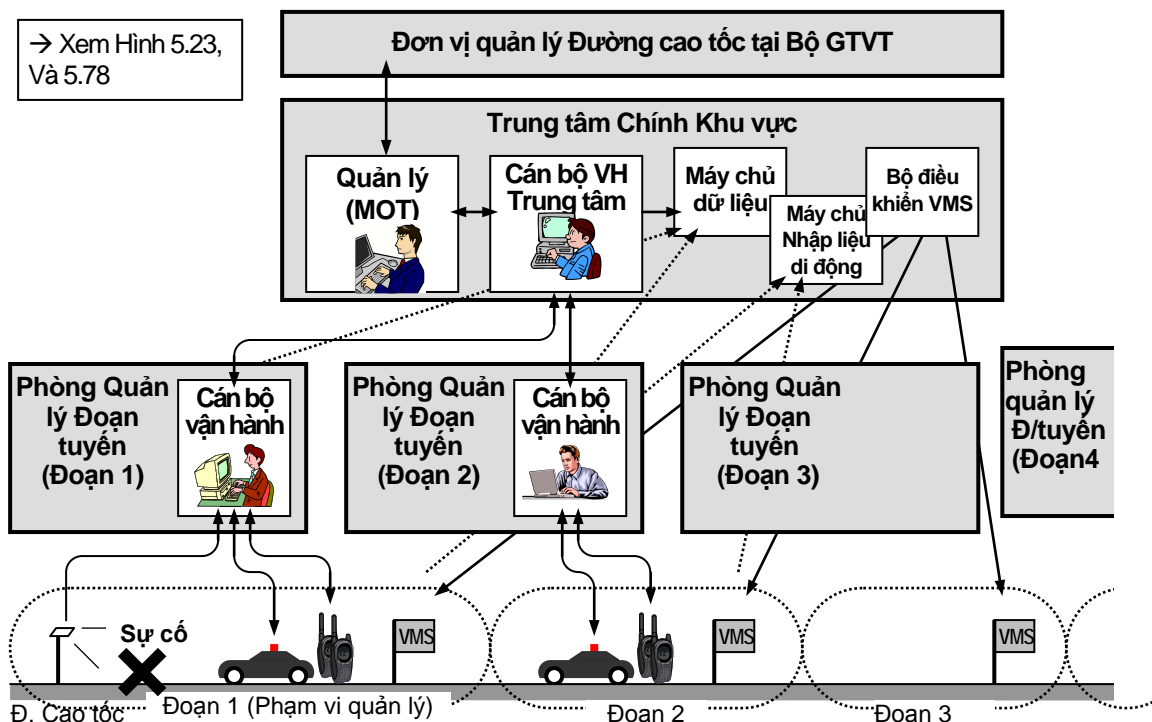 → Xem Hình 5.23,
Và 5.78
Đơn vị quản lý Đường cao tốc tại Bộ GTVT
Trung tâm Chính Khu vực
Quản lý
(MOT)
Cán bộ VH
Trung tâm
Máy chủ
dữ liệu
Máy chủ
Nhập liệu
di động
Bộ điều
khiển VMS
Phòng Quản
lý Đoạn
tuyến
(Đoạn 1)
Cán bộ
vận hành
Phòng Quản
lý Đoạn
tuyến
(Đoạn 2)
Cán bộ
vận hành
Phòng Quản
lý Đoạn
tuyến
(Đoạn 3)
Phòng
quản lý
Đ/tuyến
(Đoạn4
Sự cố
VMS
VMS
VMS
Đ. Cao tốc
Đoạn 1 (Phạm vi quản lý)
Đoạn 2
Đoạn 3